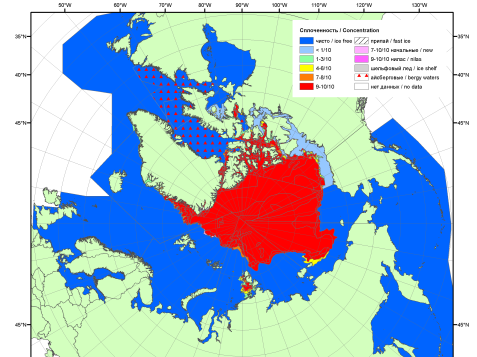 50°W 60°W 70°W 80°W 90°W 100°W 110°W 120°W 130°W 140°W
35°N 35°N
40°N 40°N
45°N 45°N
45°N 45°N
Сплоченность / Concentration
чисто / ice free
< 1/10
1-3/10
4-6/10
7-8/10
9-10/10
припай / fast ice
7-10/10 начальные / new
9-10/10 нилас / nilas
шельфовый лед / ice shelf
айсберговые / bergy waters
нет данных / no data